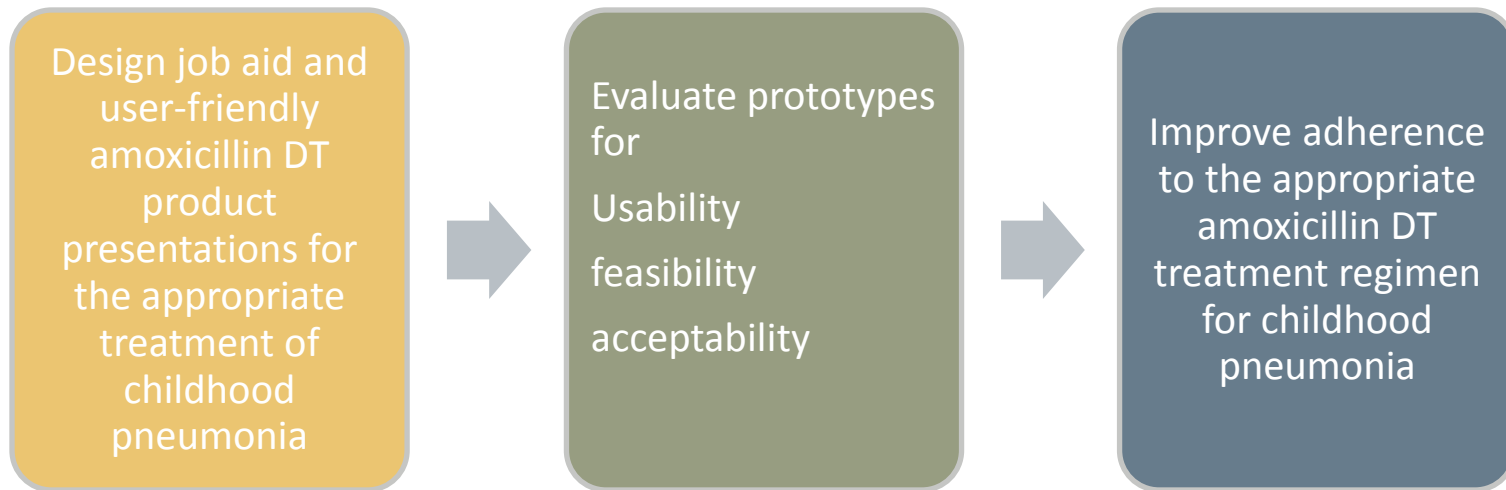 Design job aid and
user-friendly
amoxicillin DT
product
presentations for
the appropriate
treatment of
childhood
pneumonia
Evaluate prototypes
for
Usability
feasibility
acceptability
Improve adherence
to the appropriate
amoxicillin DT
treatment regimen
for childhood
pneumonia